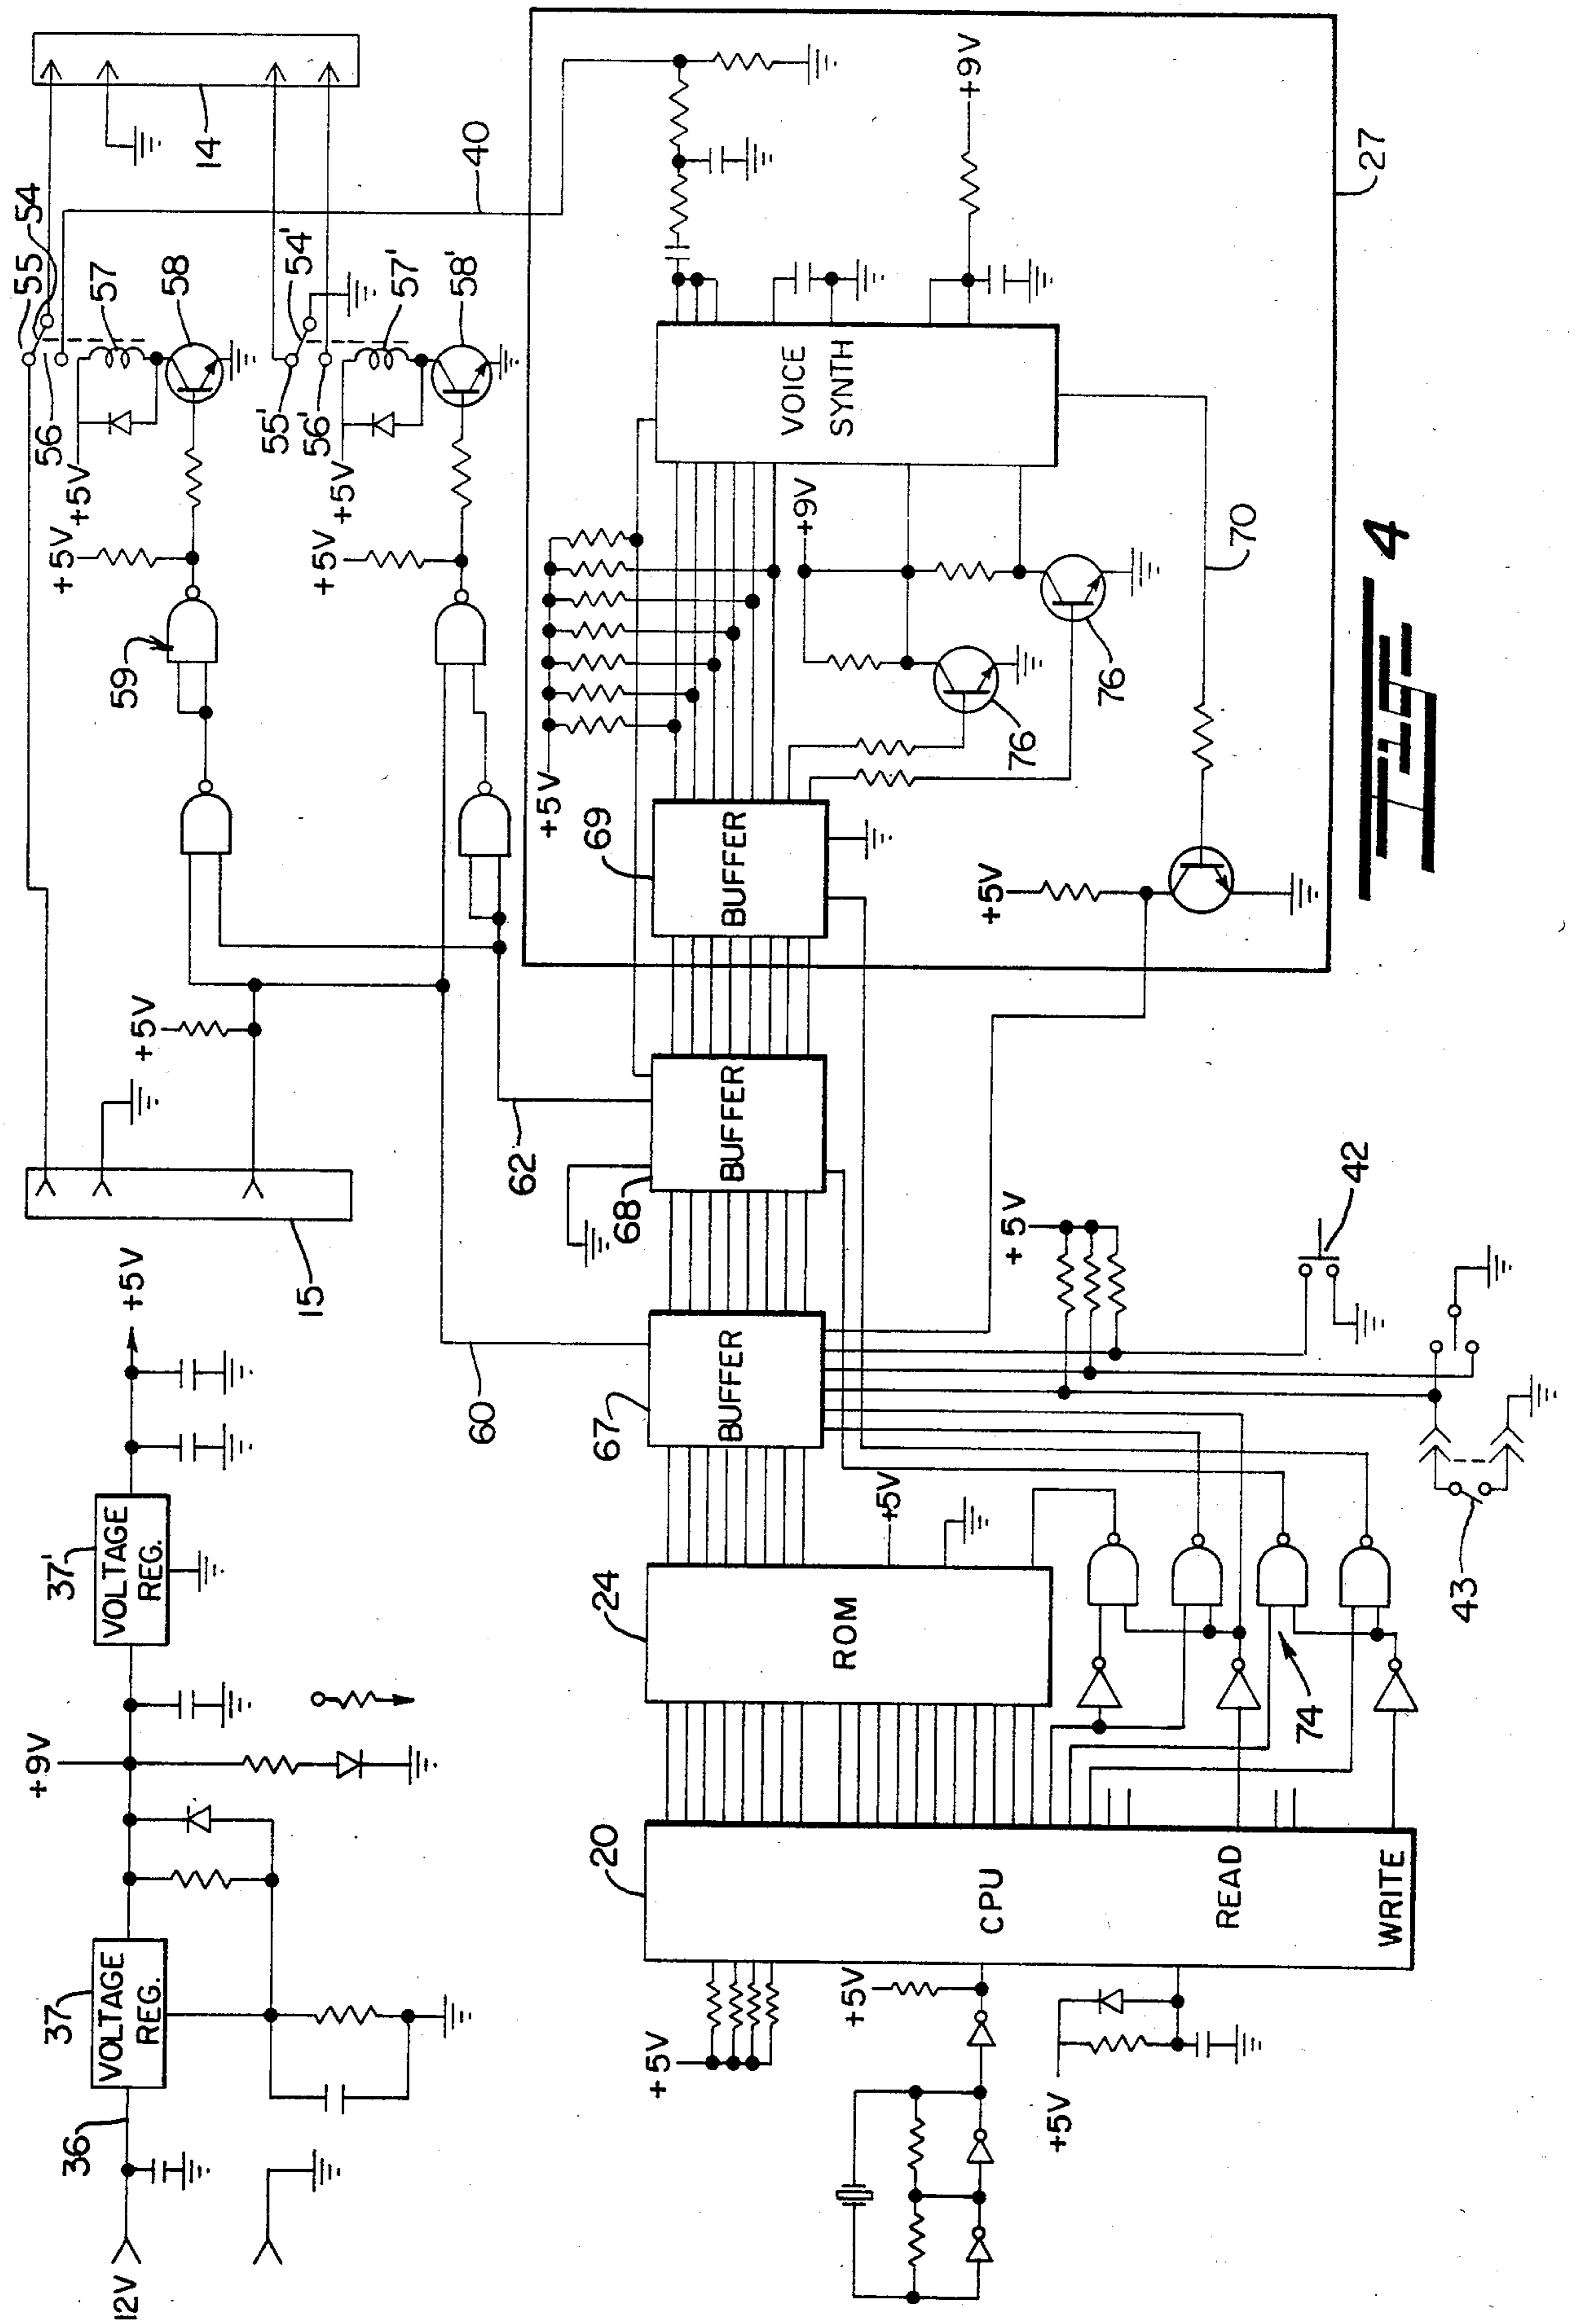 12V
36
37
VOLTAGE
REG.
+9V
37'
VOLTAGE
REG.
+5V
15
+5V
59
+5V
+5V
55
54
56
57
58
14
40
+5V
+5V
54'
55'
56'
57'
58'
60
62
+5V
+5V
+5V
20
CPU
READ
WRITE
24
ROM
+5V
74
67
BUFFER
68
BUFFER
69
BUFFER
+5V
VOICE
SYNTH
+9V
76
76
70
+9V
27
+5V
+5V
42
43
FIG 4